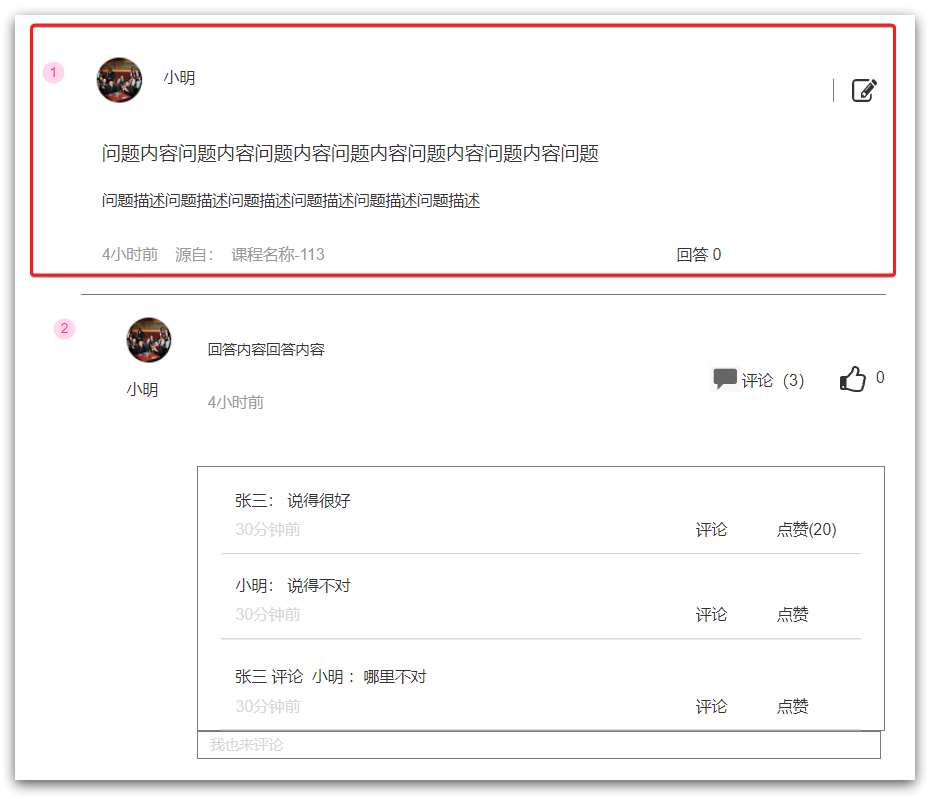 1 小明
问题内容问题内容问题内容问题内容问题内容问题内容问题
问题描述问题描述问题描述问题描述问题描述问题描述
4小时前 源自： 课程名称-113 回答 0
2
回答内容回答内容
评论（3） 0
小明
4小时前
张三： 说得很好
30分钟前 评论 点赞(20)
小明： 说得不对
30分钟前 评论 点赞
张三 评论 小明 ：哪里不对
30分钟前 评论 点赞
我也来评论